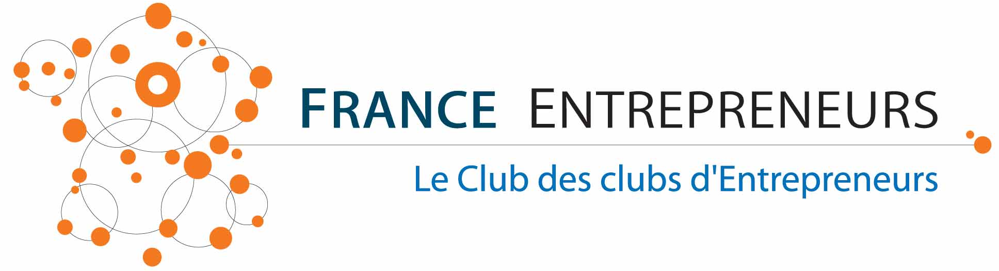 FRANCE ENTREPRENEURS
Le Club des clubs d'Entrepreneurs